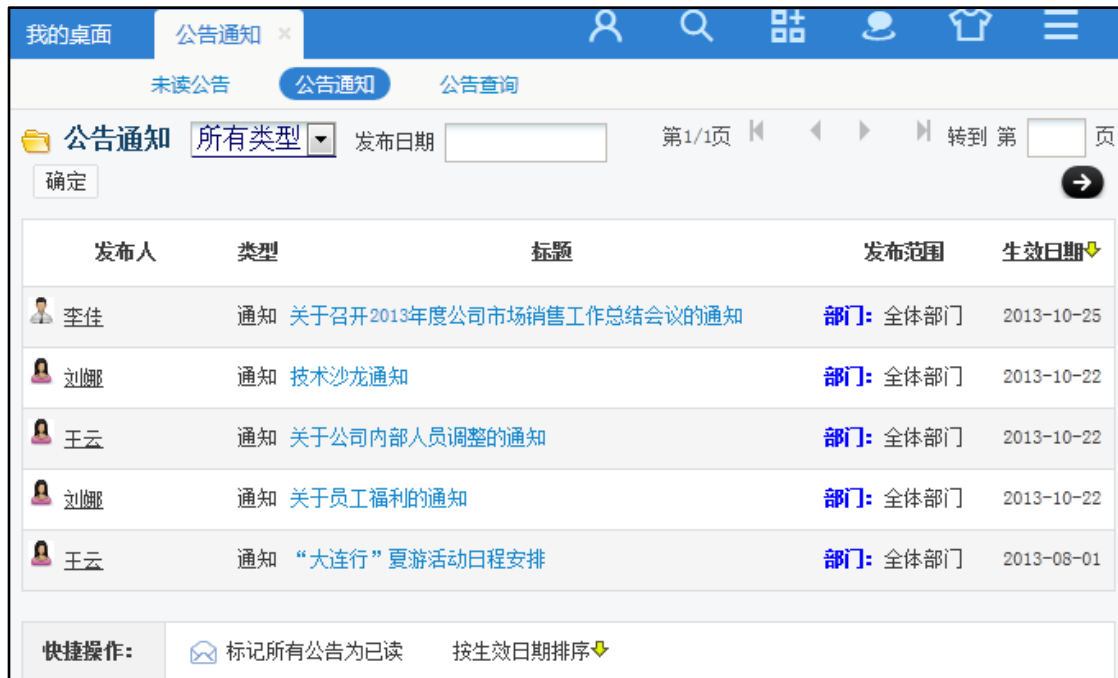 我的桌面 公告通知 ×
未读公告 公告通知 公告查询
公告通知 所有类型 发布日期 第1/1页 转到 第 页
确定
发布人 类型 标题 发布范围 生效日期
李佳 通知 关于召开2013年度公司市场销售工作总结会议的通知 部门: 全体部门 2013-10-25
刘娜 通知 技术沙龙通知 部门: 全体部门 2013-10-22
王云 通知 关于公司内部人员调整的通知 部门: 全体部门 2013-10-22
刘娜 通知 关于员工福利的通知 部门: 全体部门 2013-10-22
王云 通知 “大连行”夏游活动日程安排 部门: 全体部门 2013-08-01
快捷操作: 标记所有公告为已读 按生效日期排序